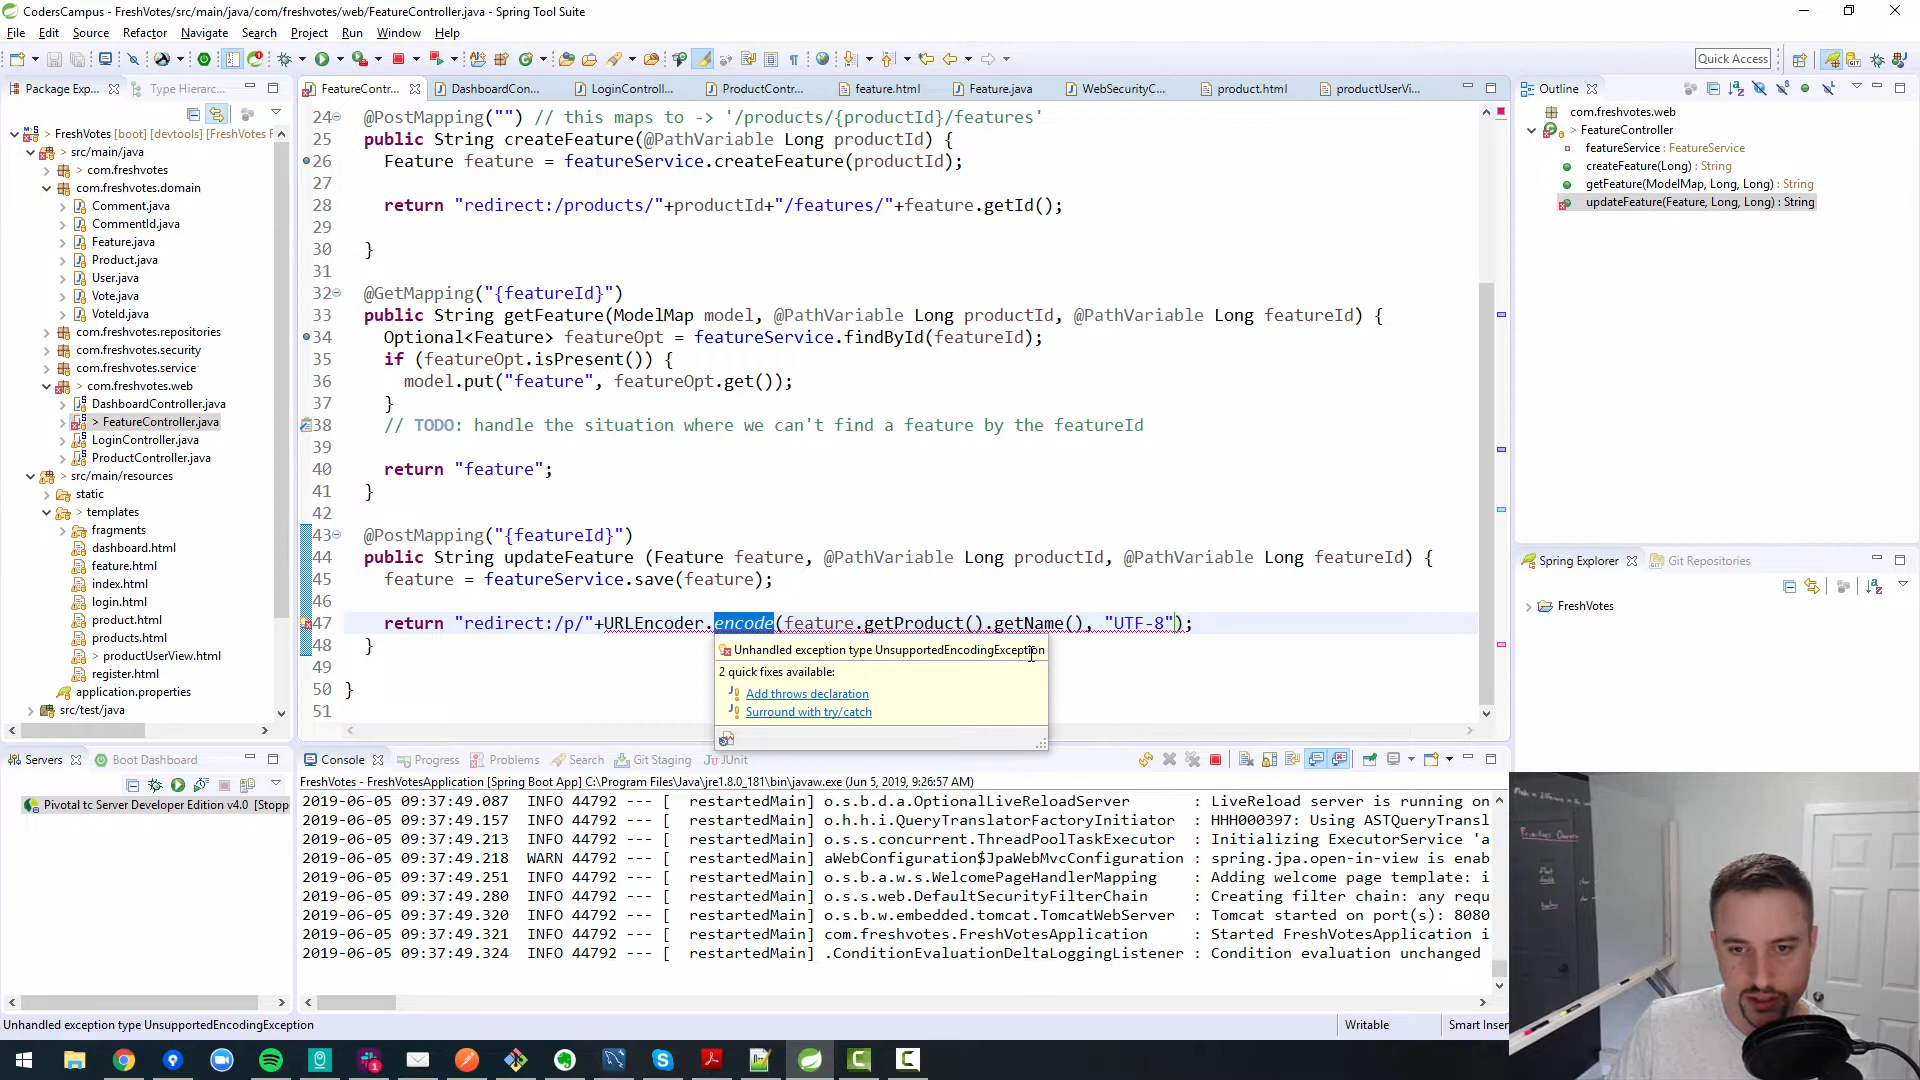 CodersCampus - FreshVotes/src/main/java/com/freshvotes/web/FeatureController.java - Spring Tool Suite
File Edit Source Refactor Navigate Search Project Run Window Help
Quick Access
Package Exp... Type Hierarc...
FreshVotes [boot] [devtools] [FreshVotes F
src/main/java
com.freshvotes
com.freshvotes.domain
Comment.java
CommentId.java
Feature.java
Product.java
User.java
Vote.java
VoteId.java
com.freshvotes.repositories
com.freshvotes.security
com.freshvotes.service
com.freshvotes.web
DashboardController.java
> FeatureController.java
LoginController.java
ProductController.java
> src/main/resources
static
> templates
fragments
dashboard.html
feature.html
index.html
login.html
product.html
products.html
> productUserView.html
register.html
application.properties
src/test/java
FeatureContr... DashboardCon... LoginControll... ProductContr... feature.html Feature.java WebSecurityC... product.html productUserVi...
24 @PostMapping("") // this maps to -> '/products/{productId}/features'
25 public String createFeature(@PathVariable Long productId) {
26 Feature feature = featureService.createFeature(productId);
27
28 return "redirect:/products/"+productId+"/features/"+feature.getId();
29
30 }
31
32 @GetMapping("{featureId}")
33 public String getFeature(ModelMap model, @PathVariable Long productId, @PathVariable Long featureId) {
34 Optional<Feature> featureOpt = featureService.findById(featureId);
35 if (featureOpt.isPresent()) {
36 model.put("feature", featureOpt.get());
37 }
38 // TODO: handle the situation where we can't find a feature by the featureId
39
40 return "feature";
41 }
42
43 @PostMapping("{featureId}")
44 public String updateFeature (Feature feature, @PathVariable Long productId, @PathVariable Long featureId) {
45 feature = featureService.save(feature);
46
47 return "redirect:/p/"+URLEncoder.encode(feature.getProduct().getName(), "UTF-8");
48 }
49
50 }
51
Unhandled exception type UnsupportedEncodingException
2 quick fixes available:
Add throws declaration
Surround with try/catch
Outline
com.freshvotes.web
> FeatureController
featureService : FeatureService
createFeature(Long) : String
getFeature(ModelMap, Long, Long) : String
updateFeature(Feature, Long, Long) : String
Spring Explorer Git Repositories
FreshVotes
Servers Boot Dashboard
Pivotal tc Server Developer Edition v4.0 [Stopp
Console Progress Problems Search Git Staging JUnit
FreshVotes - FreshVotesApplication [Spring Boot App] C:\Program Files\Java\jre1.8.0_181\bin\javaw.exe (Jun 5, 2019, 9:26:57 AM)
2019-06-05 09:37:49.087 INFO 44792 --- [ restartedMain] o.s.b.d.a.OptionalLiveReloadServer : LiveReload server is running on
2019-06-05 09:37:49.157 INFO 44792 --- [ restartedMain] o.h.h.i.QueryTranslatorFactoryInitiator : HHH000397: Using ASTQueryTransl
2019-06-05 09:37:49.213 INFO 44792 --- [ restartedMain] o.s.s.concurrent.ThreadPoolTaskExecutor : Initializing ExecutorService 'a
2019-06-05 09:37:49.218 WARN 44792 --- [ restartedMain] aWebConfiguration$JpaWebMvcConfiguration : spring.jpa.open-in-view is enab
2019-06-05 09:37:49.251 INFO 44792 --- [ restartedMain] o.s.b.a.w.s.WelcomePageHandlerMapping : Adding welcome page template: i
2019-06-05 09:37:49.280 INFO 44792 --- [ restartedMain] o.s.s.web.DefaultSecurityFilterChain : Creating filter chain: any requ
2019-06-05 09:37:49.320 INFO 44792 --- [ restartedMain] o.s.b.w.embedded.tomcat.TomcatWebServer : Tomcat started on port(s): 8080
2019-06-05 09:37:49.321 INFO 44792 --- [ restartedMain] com.freshvotes.FreshVotesApplication : Started FreshVotesApplication i
2019-06-05 09:37:49.324 INFO 44792 --- [ restartedMain] .ConditionEvaluationDeltaLoggingListener : Condition evaluation unchanged
Unhandled exception type UnsupportedEncodingException
Writable
Smart Inser